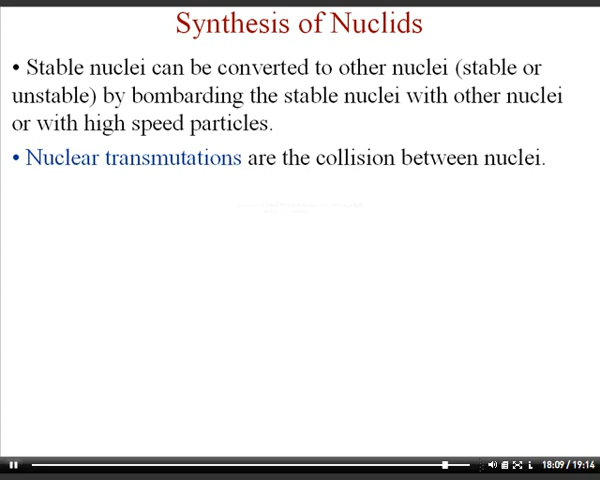 Synthesis of Nuclids
• Stable nuclei can be converted to other nuclei (stable or
unstable) by bombarding the stable nuclei with other nuclei
or with high speed particles.
• Nuclear transmutations are the collision between nuclei.
18:09 / 19:14